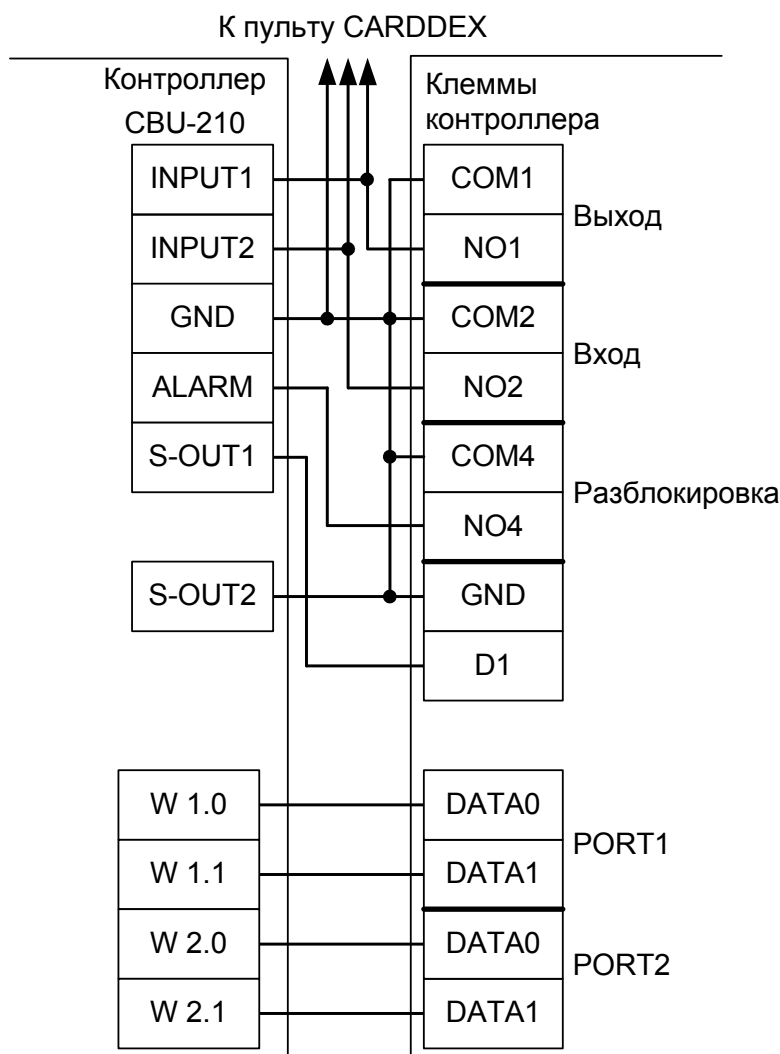 К пульту CARDDEX
Контроллер
CBU-210
INPUT1
INPUT2
GND
ALARM
S-OUT1
S-OUT2
W 1.0
W 1.1
W 2.0
W 2.1
Клеммы
контроллера
COM1
NO1
Выход
COM2
NO2
Вход
COM4
NO4
Разблокировка
GND
D1
DATA0
DATA1
PORT1
DATA0
DATA1
PORT2